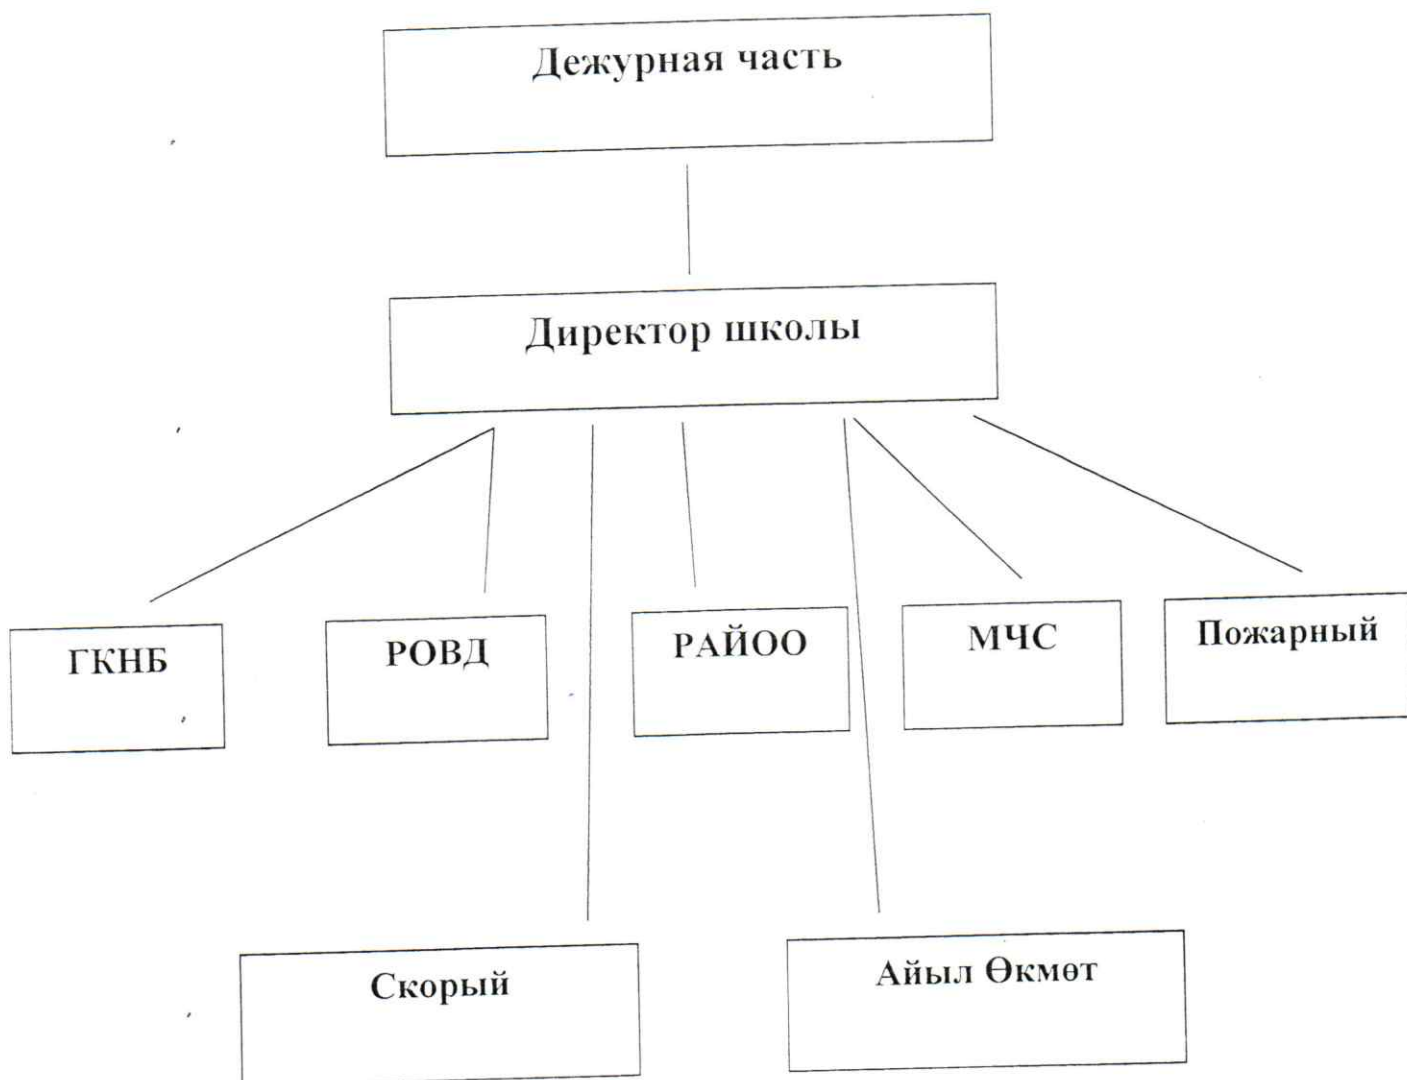 Дежурная часть
Директор школы
ГКНБ
РОВД
РАЙОО
МЧС
Пожарный
Скорый
Айыл Өкмөт